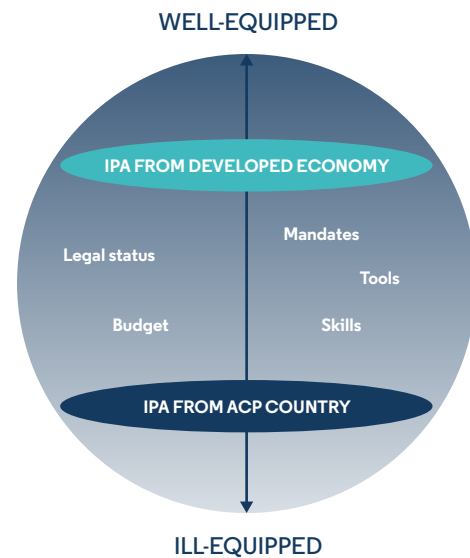 WELL-EQUIPPED
IPA FROM DEVELOPED ECONOMY
Mandates
Legal status
Tools
Budget
Skills
IPA FROM ACP COUNTRY
ILL-EQUIPPED